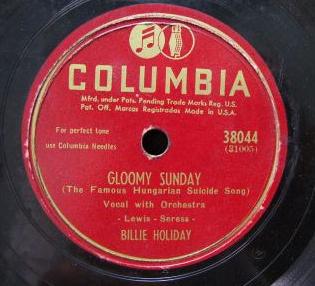 COLUMBIA
Mfrd. under Pats. Pending Trade Marks Reg. U.S.
Pat. Off. Marcas Registradas Made in U.S.A.
For perfect tone
use Columbia Needles
38044
(31005)
GLOOMY SUNDAY
(The Famous Hungarian Suicide Song)
Vocal with Orchestra
- Lewis - Seress -
BILLIE HOLIDAY